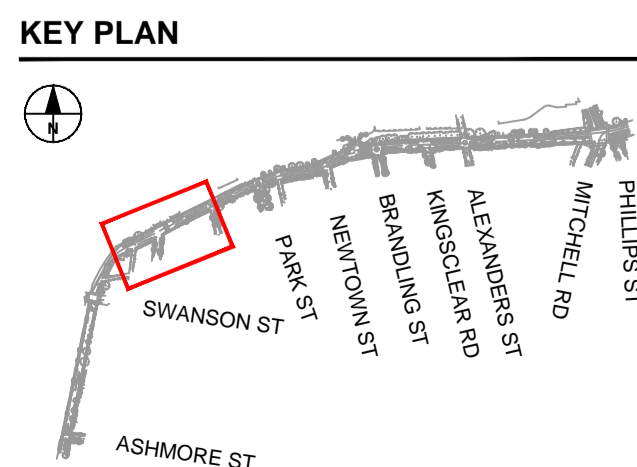 KEY PLAN
N
SWANSON ST
PARK ST
NEWTOWN ST
BRANDLING ST
KINGSCLEAR RD
ALEXANDERS ST
MITCHELL RD
PHILLIPS ST
ASHMORE ST